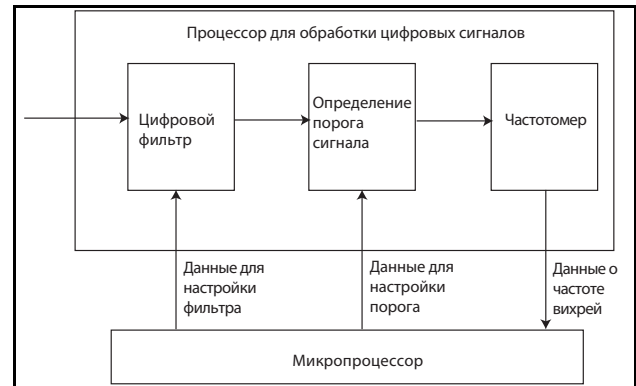 Процессор для обработки цифровых сигналов
Цифровой
фильтр
Определение
порога
сигнала
Частотомер
Данные для
настройки
фильтра
Данные для
настройки
порога
Данные о
частоте
вихрей
Микропроцессор